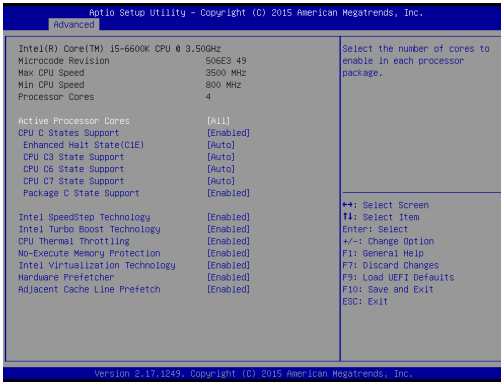 Aptio Setup Utility - Copyright (C) 2015 American Megatrends, Inc.
Advanced
Intel(R) Core(TM) i5-6600K CPU @ 3.50GHz
Microcode Revision 506E3 49
Max CPU Speed 3500 MHz
Min CPU Speed 800 MHz
Processor Cores 4
Active Processor Cores [All]
CPU C States Support [Enabled]
Enhanced Halt State(C1E) [Auto]
CPU C3 State Support [Auto]
CPU C6 State Support [Auto]
CPU C7 State Support [Auto]
Package C State Support [Enabled]
Intel SpeedStep Technology [Enabled]
Intel Turbo Boost Technology [Enabled]
CPU Thermal Throttling [Enabled]
No-Execute Memory Protection [Enabled]
Intel Virtualization Technology [Enabled]
Hardware Prefetcher [Enabled]
Adjacent Cache Line Prefetch [Enabled]
Select the number of cores to
enable in each processor
package.
↔: Select Screen
↑↓: Select Item
Enter: Select
+/-: Change Option
F1: General Help
F7: Discard Changes
F9: Load UEFI Defaults
F10: Save and Exit
ESC: Exit
Version 2.17.1249. Copyright (C) 2015 American Megatrends, Inc.